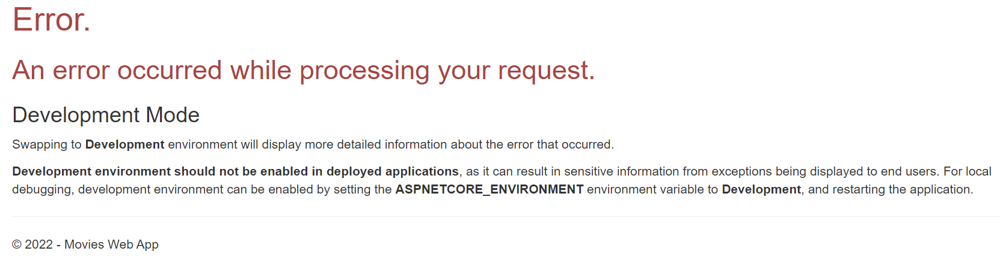 Error.
An error occurred while processing your request.
Development Mode
Swapping to Development environment will display more detailed information about the error that occurred.
Development environment should not be enabled in deployed applications, as it can result in sensitive information from exceptions being displayed to end users. For local
debugging, development environment can be enabled by setting the ASPNETCORE_ENVIRONMENT environment variable to Development, and restarting the application.
© 2022 - Movies Web App